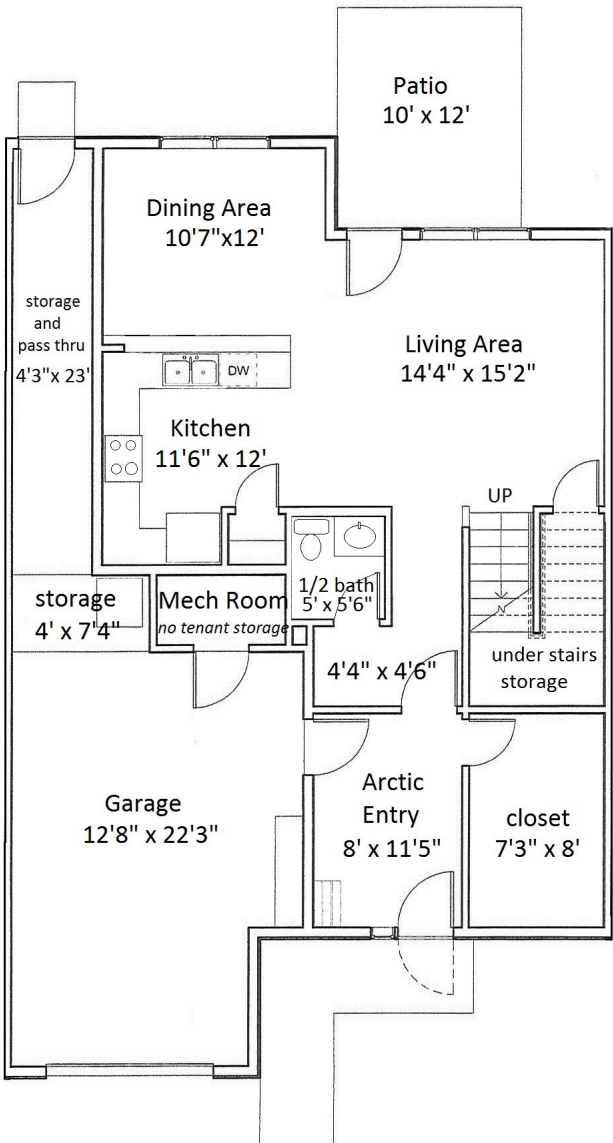 Patio
10' x 12'
Dining Area
10'7"x12'
storage
and
pass thru
4'3"x 23'
Living Area
14'4" x 15'2"
DW
Kitchen
11'6" x 12'
UP
storage
4' x 7'4"
Mech Room
no tenant storage
1/2 bath
5' x 5'6"
4'4" x 4'6"
under stairs
storage
Garage
12'8" x 22'3"
Arctic
Entry
8' x 11'5"
closet
7'3" x 8'